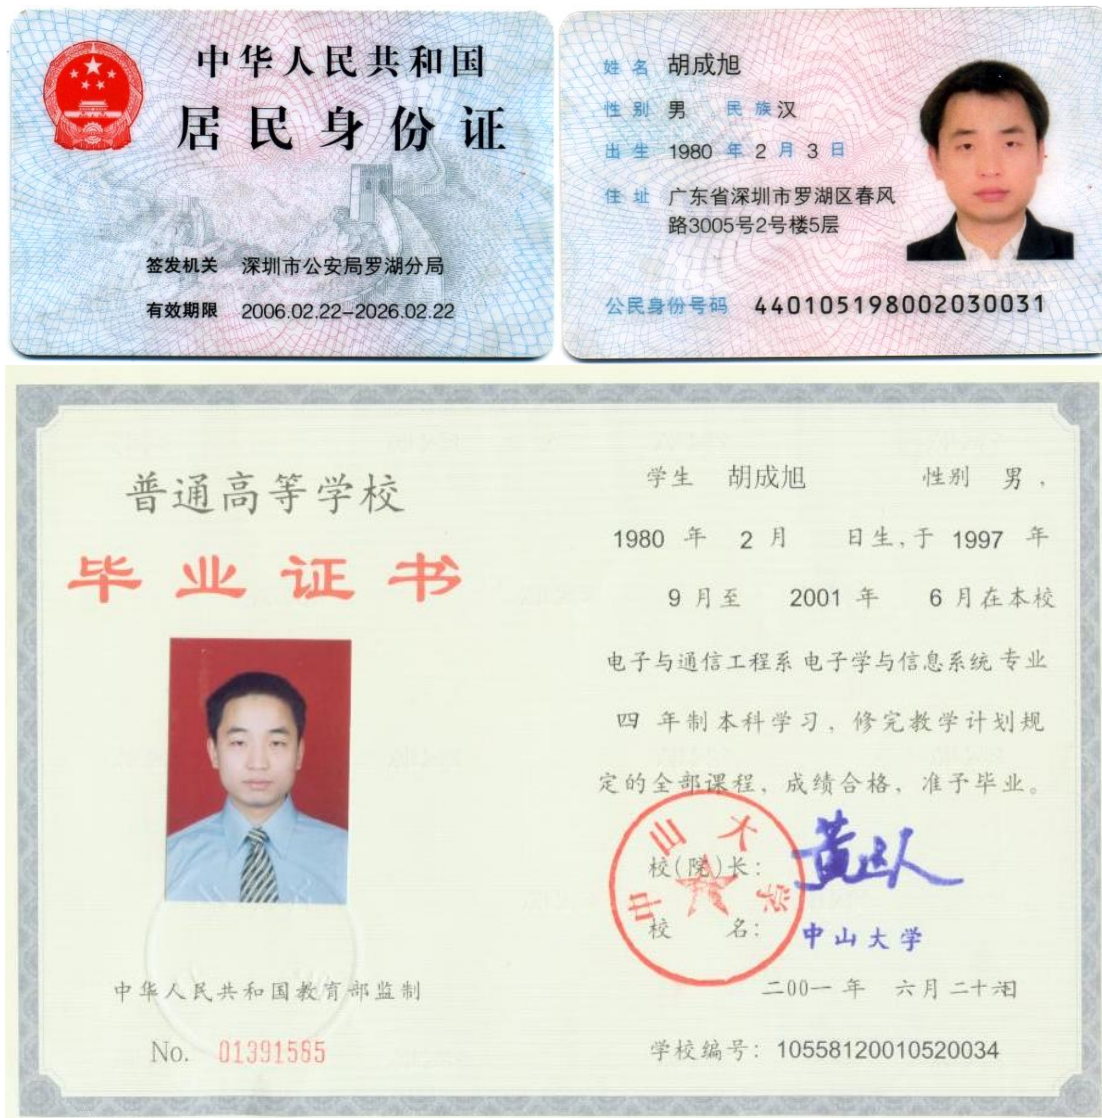 中华人民共和国
居民身份证
签发机关 深圳市公安局罗湖分局
有效期限 2006.02.22-2026.02.22
姓名 胡成旭
性别 男 民族 汉
出生 1980 年 2 月 3 日
住址 广东省深圳市罗湖区春风
路3005号2号楼5层
公民身份号码 440105198002030031
普通高等学校
毕业证书
中华人民共和国教育部监制
No. 01391585
学生 胡成旭 性别 男，
1980 年 2 月 日生，于 1997 年
9 月至 2001 年 6 月在本校
电子与通信工程系 电子学与信息系统 专业
四 年制本科学习，修完教学计划规
定的全部课程，成绩合格，准予毕业。
中山大学
校(院)长：
校 名： 中山大学
二00一 年 六月 二十六日
学校编号：10558120010520034